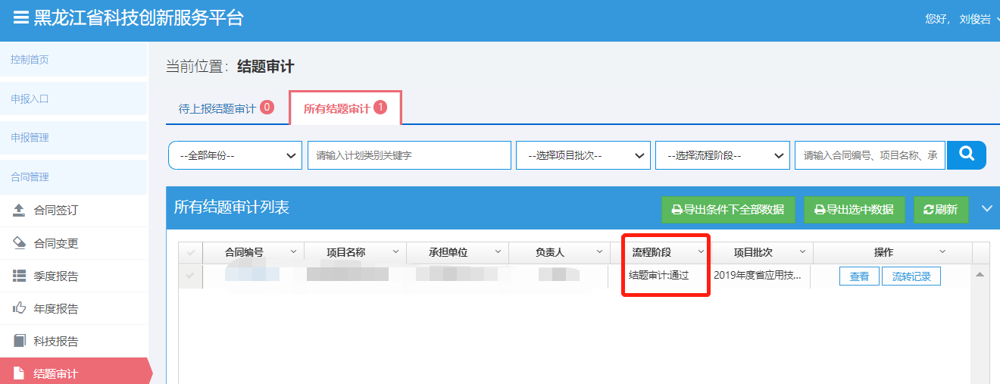 黑龙江省科技创新服务平台
您好， 刘俊岩
控制首页
申报入口
申报管理
合同管理
合同签订
合同变更
季度报告
年度报告
科技报告
结题审计
当前位置：结题审计
待上报结题审计 0 所有结题审计 1
--全部年份-- 请输入计划类别关键字 --选择项目批次-- --选择流程阶段-- 请输入合同编号、项目名称、承
所有结题审计列表 导出条件下全部数据 导出选中数据 刷新
合同编号 项目名称 承担单位 负责人 流程阶段 项目批次 操作
结题审计:通过 2019年度省应用技... 查看 流转记录